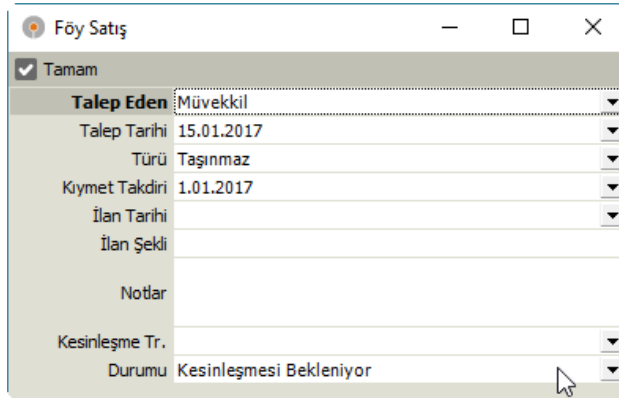 Föy Satış
Tamam
Talep Eden Müvekkil
Talep Tarihi 15.01.2017
Türü Taşınmaz
Kıymet Takdiri 1.01.2017
İlan Tarihi
İlan Şekli
Notlar
Kesinleşme Tr.
Durumu Kesinleşmesi Bekleniyor